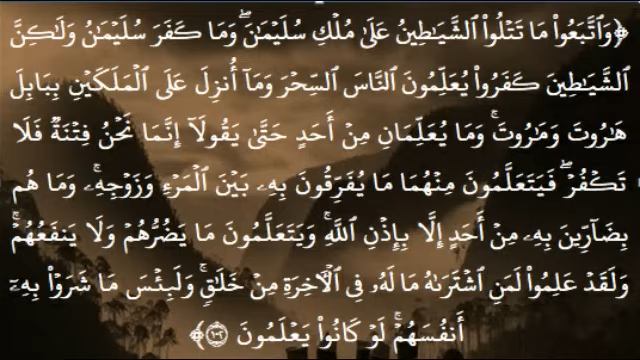 ﴿وَٱتَّبَعُواْ مَا تَتۡلُواْ ٱلشَّيَٰطِينُ عَلَىٰ مُلۡكِ سُلَيۡمَٰنَۖ وَمَا كَفَرَ سُلَيۡمَٰنُ وَلَٰكِنَّ
ٱلشَّيَٰطِينَ كَفَرُواْ يُعَلِّمُونَ ٱلنَّاسَ ٱلسِّحۡرَ وَمَآ أُنزِلَ عَلَى ٱلۡمَلَكَيۡنِ بِبَابِلَ
هَٰرُوتَ وَمَٰرُوتَۚ وَمَا يُعَلِّمَانِ مِنۡ أَحَدٍ حَتَّىٰ يَقُولَآ إِنَّمَا نَحۡنُ فِتۡنَةٞ فَلَا
تَكۡفُرۡۖ فَيَتَعَلَّمُونَ مِنۡهُمَا مَا يُفَرِّقُونَ بِهِۦ بَيۡنَ ٱلۡمَرۡءِ وَزَوۡجِهِۦۚ وَمَا هُم
بِضَآرِّينَ بِهِۦ مِنۡ أَحَدٍ إِلَّا بِإِذۡنِ ٱللَّهِۚ وَيَتَعَلَّمُونَ مَا يَضُرُّهُمۡ وَلَا يَنفَعُهُمۡۚ
وَلَقَدۡ عَلِمُواْ لَمَنِ ٱشۡتَرَىٰهُ مَا لَهُۥ فِي ٱلۡأٓخِرَةِ مِنۡ خَلَٰقٖۚ وَلَبِئۡسَ مَا شَرَوۡاْ بِهِۦٓ
أَنفُسَهُمۡۚ لَوۡ كَانُواْ يَعۡلَمُونَ ١٠٢﴾